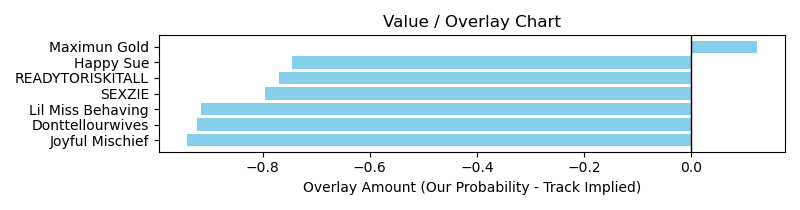 Value / Overlay Chart
Maximun Gold
Happy Sue
READYTORISKITALL
SEXZIE
Lil Miss Behaving
Donttellourwives
Joyful Mischief
−0.8 −0.6 −0.4 −0.2 0.0
Overlay Amount (Our Probability - Track Implied)